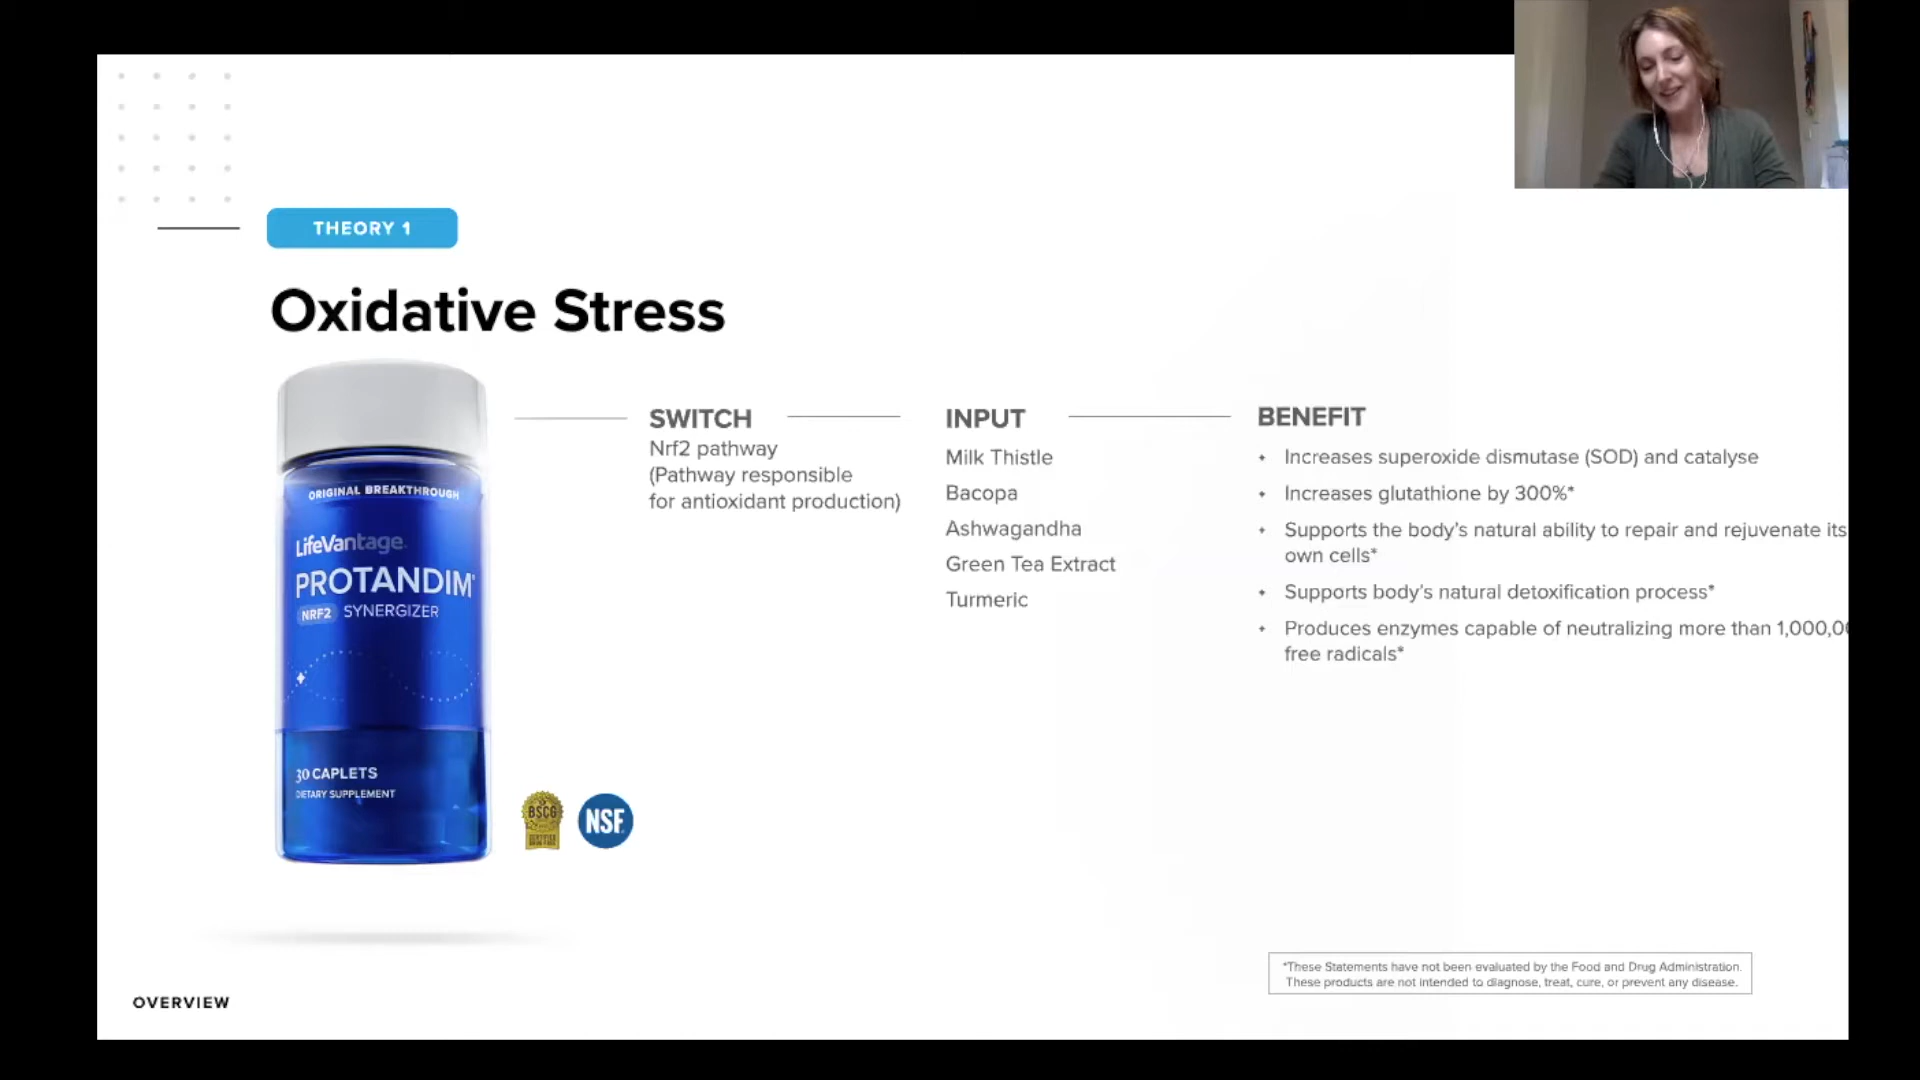 THEORY 1
Oxidative Stress
SWITCH
Nrf2 pathway
(Pathway responsible
for antioxidant production)
INPUT
Milk Thistle
Bacopa
Ashwagandha
Green Tea Extract
Turmeric
BENEFIT
• Increases superoxide dismutase (SOD) and catalyse
• Increases glutathione by 300%*
• Supports the body's natural ability to repair and rejuvenate its
own cells*
• Supports body's natural detoxification process*
• Produces enzymes capable of neutralizing more than 1,000,0
free radicals*
ORIGINAL BREAKTHROUGH
LifeVantage
PROTANDIM
NRF2 SYNERGIZER
30 CAPLETS
DIETARY SUPPLEMENT
BSCG
NSF
*These Statements have not been evaluated by the Food and Drug Administration.
These products are not intended to diagnose, treat, cure, or prevent any disease.
OVERVIEW